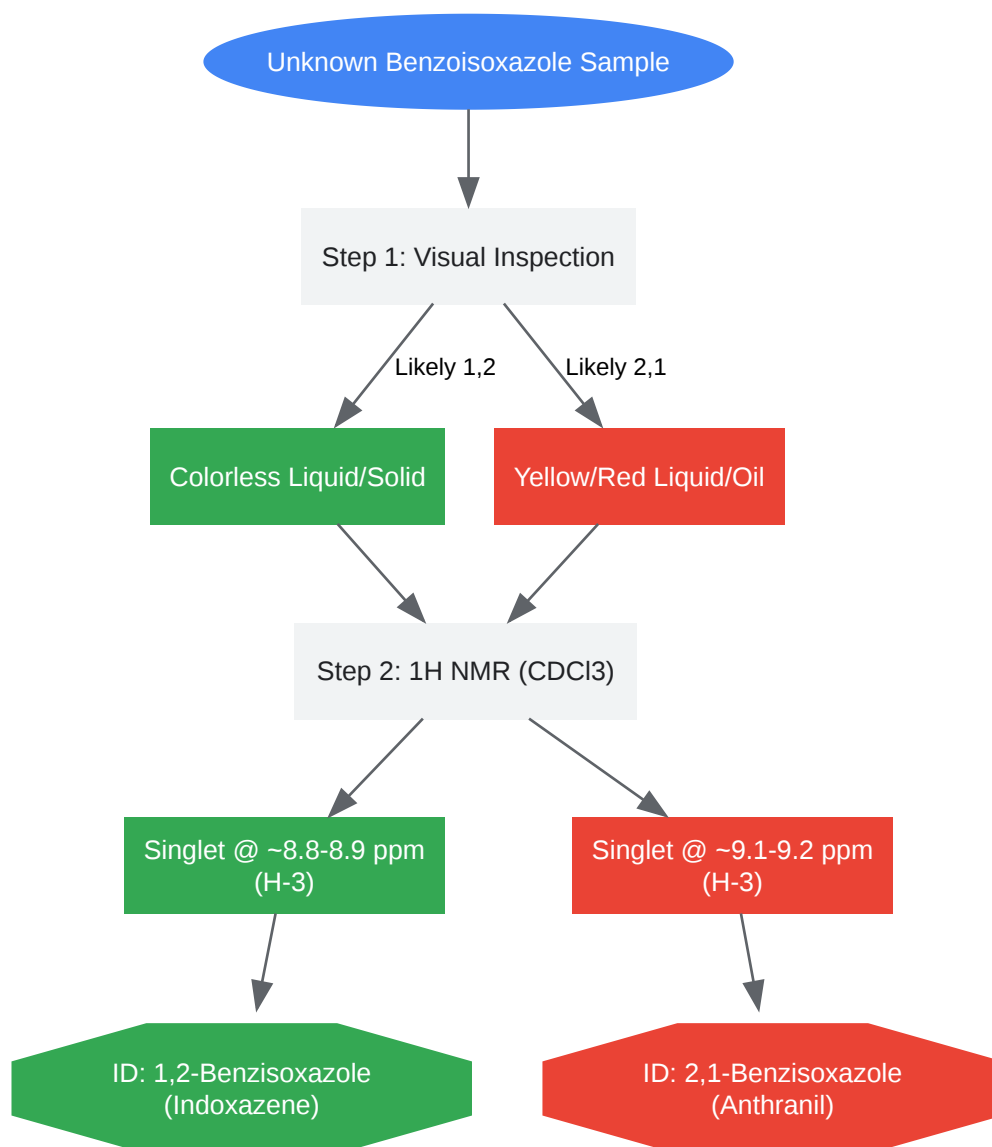 Unknown Benzoisoxazole Sample
Step 1: Visual Inspection
Likely 1,2
Likely 2,1
Colorless Liquid/Solid
Yellow/Red Liquid/Oil
Step 2: 1H NMR (CDCl3)
Singlet @ ~8.8-8.9 ppm
(H-3)
Singlet @ ~9.1-9.2 ppm
(H-3)
ID: 1,2-Benzisoxazole
(Indoxazene)
ID: 2,1-Benzisoxazole
(Anthranil)